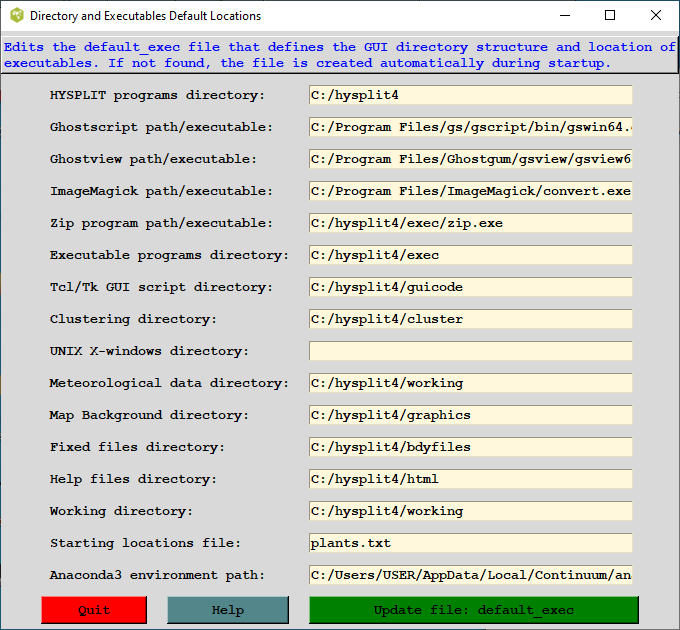 Directory and Executables Default Locations
Edits the default_exec file that defines the GUI directory structure and location of
executables. If not found, the file is created automatically during startup.
HYSPLIT programs directory: C:/hysplit4
Ghostscript path/executable: C:/Program Files/gs/gscript/bin/gswin64.
Ghostview path/executable: C:/Program Files/Ghostgum/gsview/gsview6
ImageMagick path/executable: C:/Program Files/ImageMagick/convert.exe
Zip program path/executable: C:/hysplit4/exec/zip.exe
Executable programs directory: C:/hysplit4/exec
Tcl/Tk GUI script directory: C:/hysplit4/guicode
Clustering directory: C:/hysplit4/cluster
UNIX X-windows directory:
Meteorological data directory: C:/hysplit4/working
Map Background directory: C:/hysplit4/graphics
Fixed files directory: C:/hysplit4/bdyfiles
Help files directory: C:/hysplit4/html
Working directory: C:/hysplit4/working
Starting locations file: plants.txt
Anaconda3 environment path: C:/Users/USER/AppData/Local/Continuum/an
Quit Help Update file: default_exec